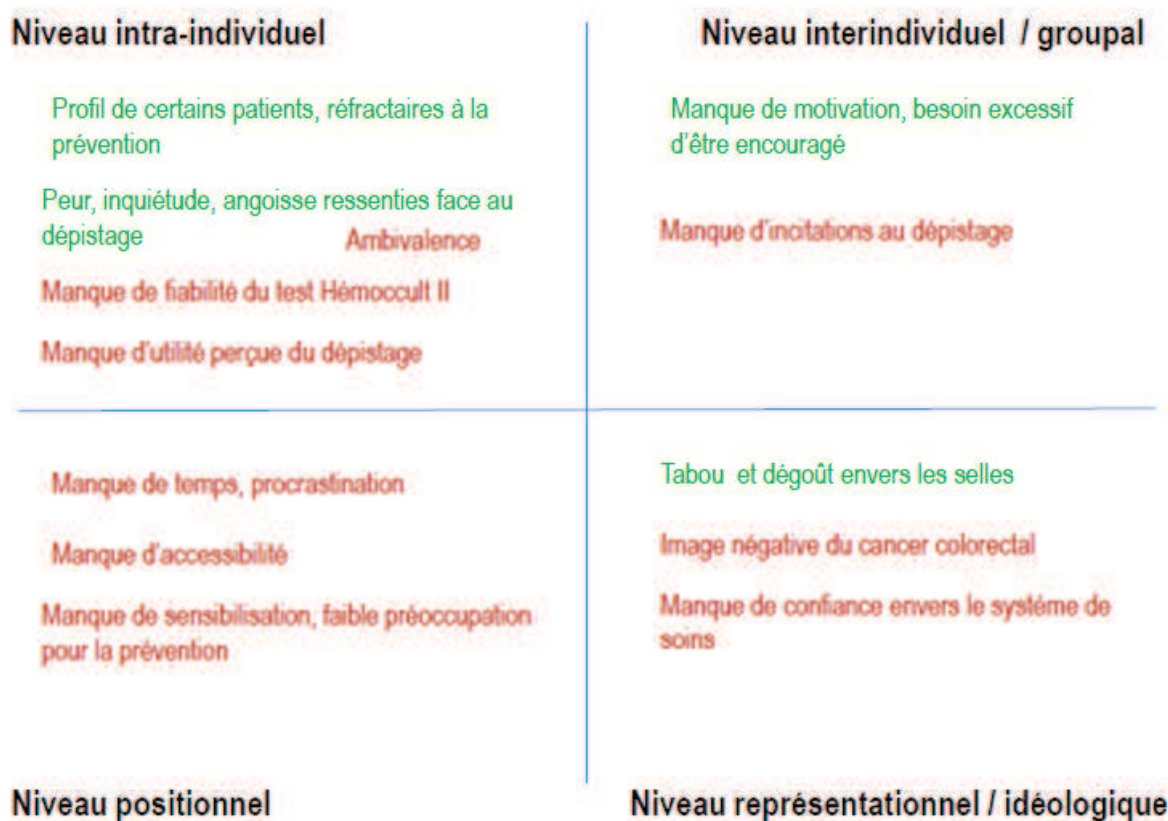 Niveau intra-individuel
Profil de certains patients, réfractaires à la
prévention
Peur, inquiétude, angoisse ressenties face au
dépistage
Ambivalence
Manque de fiabilité du test Hémoccult II
Manque d'utilité perçue du dépistage
Niveau interindividuel / groupal
Manque de motivation, besoin excessif
d'être encouragé
Manque d'incitations au dépistage
Manque de temps, procrastination
Manque d'accessibilité
Manque de sensibilisation, faible préoccupation
pour la prévention
Niveau positionnel
Tabou et dégoût envers les selles
Image négative du cancer colorectal
Manque de confiance envers le systéme de
soins
Niveau représentationnel / idéologique